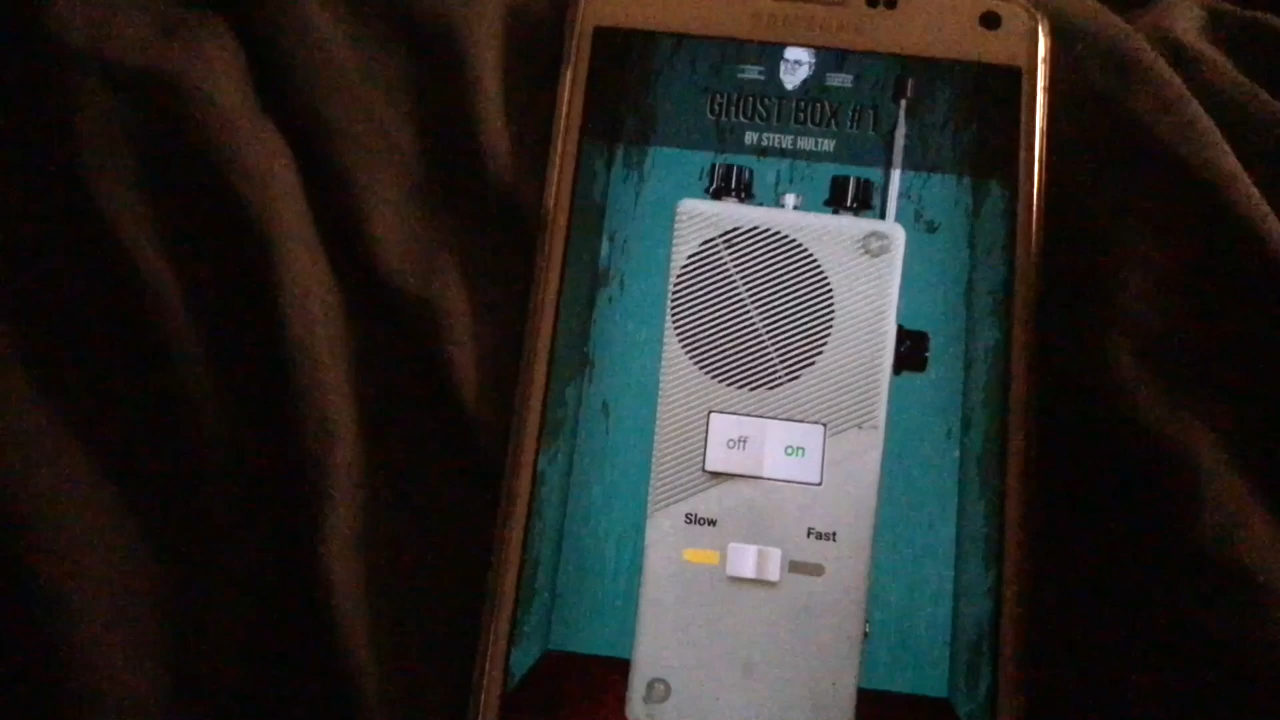 SAMSUNG
GHOST BOX #1
BY STEVE HULTAY
off on
Slow
Fast